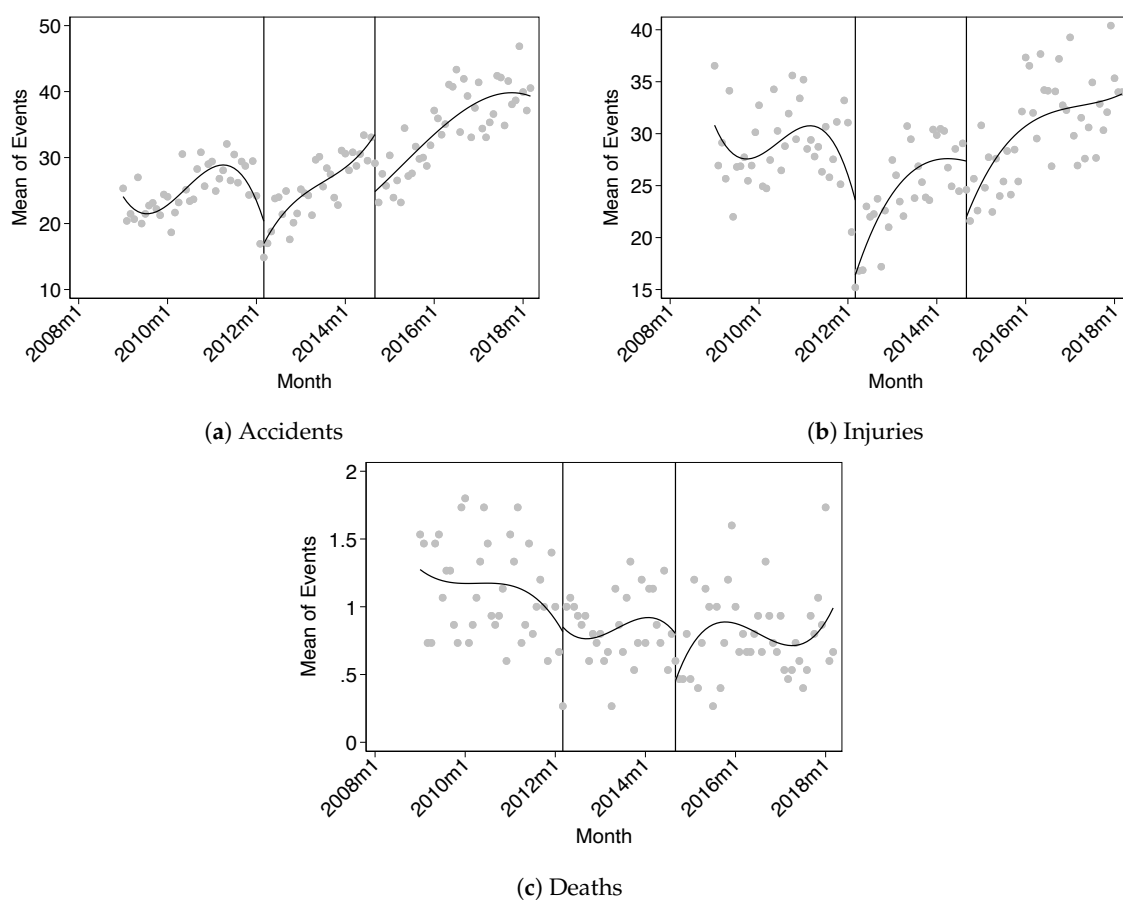 50
40
30
20
10
Mean of Events
2008m1
2010m1
2012m1
2014m1
2016m1
2018m1
Month
(a) Accidents
40
35
30
25
20
15
Mean of Events
2008m1
2010m1
2012m1
2014m1
2016m1
2018m1
Month
(b) Injuries
2
1.5
1
.5
0
Mean of Events
2008m1
2010m1
2012m1
2014m1
2016m1
2018m1
Month
(c) Deaths